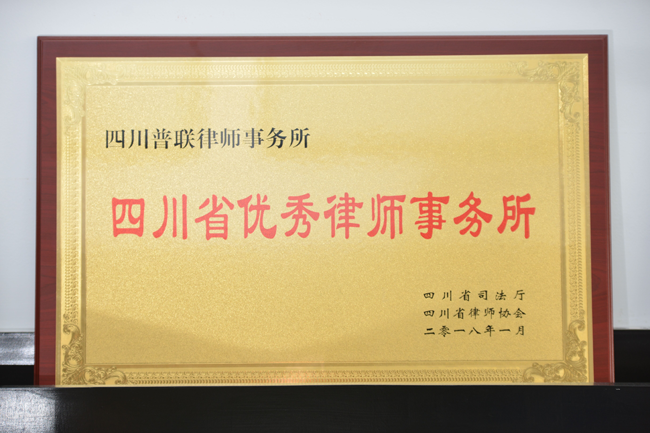 四川普联律师事务所
四川省优秀律师事务所
四川省司法厅
四川省律师协会
二零一八年一月